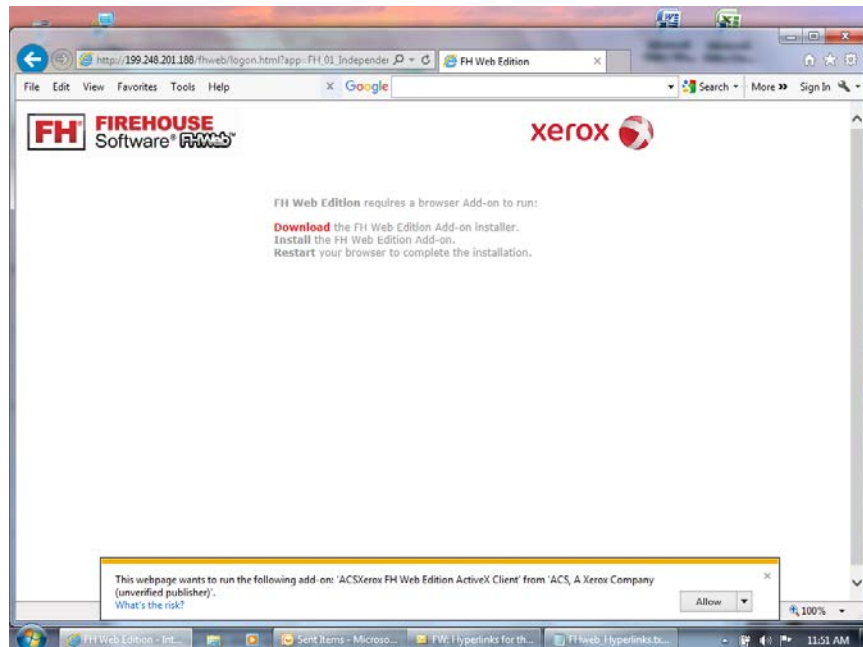 http://199.248.201.188/fhweb/logon.html?app=FH_01_Independen
FH Web Edition
File Edit View Favorites Tools Help
x Google
Search
More »
Sign In
FH FIREHOUSE
Software® FHWeb™
xerox
FH Web Edition requires a browser Add-on to run:
Download the FH Web Edition Add-on installer.
Install the FH Web Edition Add-on.
Restart your browser to complete the installation.
This webpage wants to run the following add-on: 'ACSXerox FH Web Edition ActiveX Client' from 'ACS, A Xerox Company
(unverified publisher)'.
What's the risk?
Allow
100%
FH Web Edition - Int...
Sent Items - Microso...
FW: Hyperlinks for th...
FHweb_Hyperlinks.tx...
11:51 AM